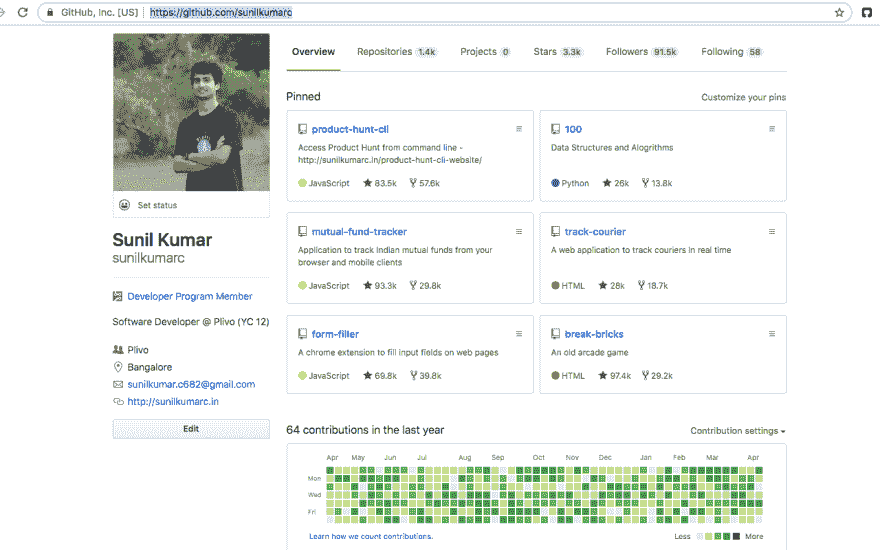 GitHub, Inc. [US] https://github.com/sunilkumarc
Overview Repositories 1.4k Projects 0 Stars 3.3k Followers 91.5k Following 58
Pinned
Customize your pins
product-hunt-cli
Access Product Hunt from command line -
http://sunilkumarc.in/product-hunt-cli-website/
JavaScript 83.5k 57.6k
100
Data Structures and Alogrithms
Python 26k 13.8k
mutual-fund-tracker
Application to track Indian mutual funds from your
browser and mobile clients
JavaScript 93.3k 29.8k
track-courier
A web application to track couriers in real time
HTML 28k 18.7k
form-filler
A chrome extension to fill input fields on web pages
JavaScript 69.8k 39.8k
break-bricks
An old arcade game
HTML 97.4k 29.2k
Set status
Sunil Kumar
sunilkumarc
Developer Program Member
Software Developer @ Plivo (YC 12)
Plivo
Bangalore
sunilkumar.c682@gmail.com
http://sunilkumarc.in
Edit
64 contributions in the last year
Contribution settings
Apr May Jun Jul Aug Sep Oct Nov Dec Jan Feb Mar Apr
Mon
Wed
Fri
Learn how we count contributions.
Less More